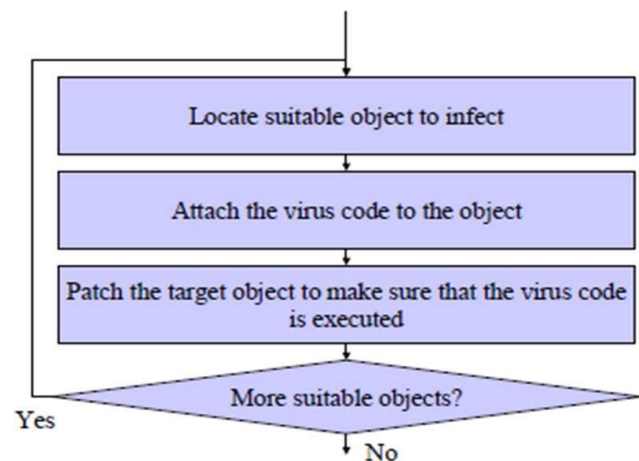 Locate suitable object to infect
Attach the virus code to the object
Patch the target object to make sure that the virus code
is executed
More suitable objects?
Yes
No